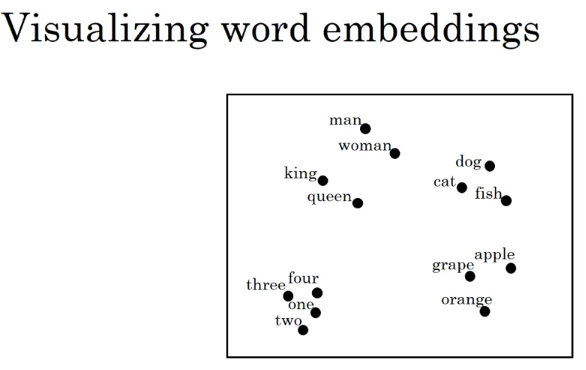 Visualizing word embeddings
man
woman
dog
king
cat
queen
fish
apple
grape
three
four
orange
one
two